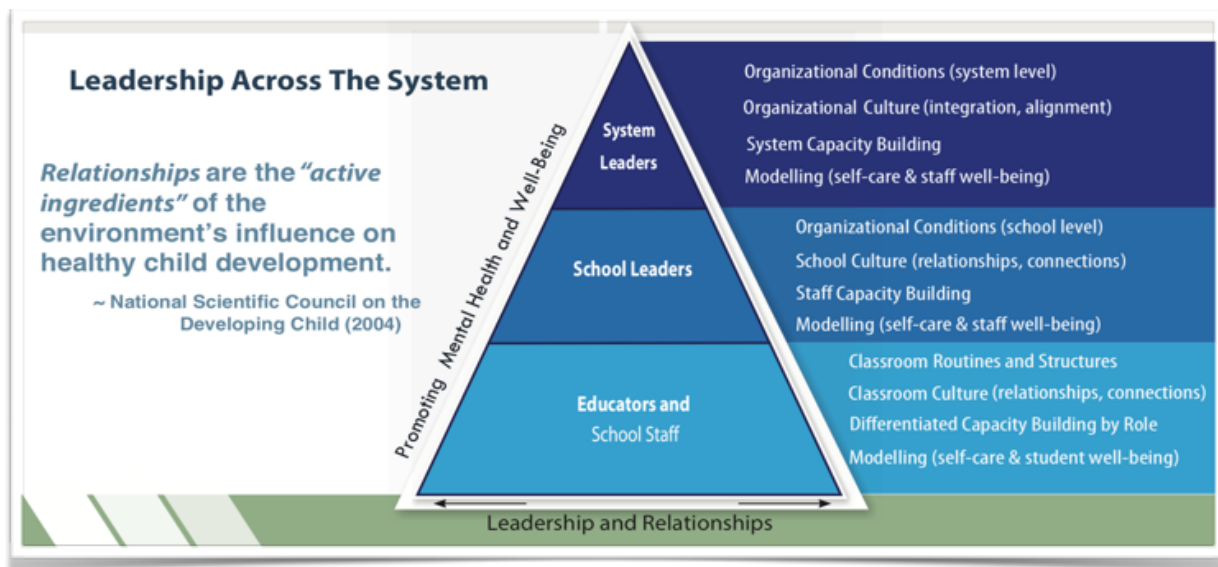 Leadership Across The System
Relationships are the "active
ingredients" of the
environment's influence on
healthy child development.
~ National Scientific Council on the
Developing Child (2004)
Promoting Mental Health and Well-Being
System
Leaders
School Leaders
Educators and
School Staff
Leadership and Relationships
Organizational Conditions (system level)
Organizational Culture (integration, alignment)
System Capacity Building
Modelling (self-care & staff well-being)
Organizational Conditions (school level)
School Culture (relationships, connections)
Staff Capacity Building
Modelling (self-care & staff well-being)
Classroom Routines and Structures
Classroom Culture (relationships, connections)
Differentiated Capacity Building by Role
Modelling (self-care & student well-being)